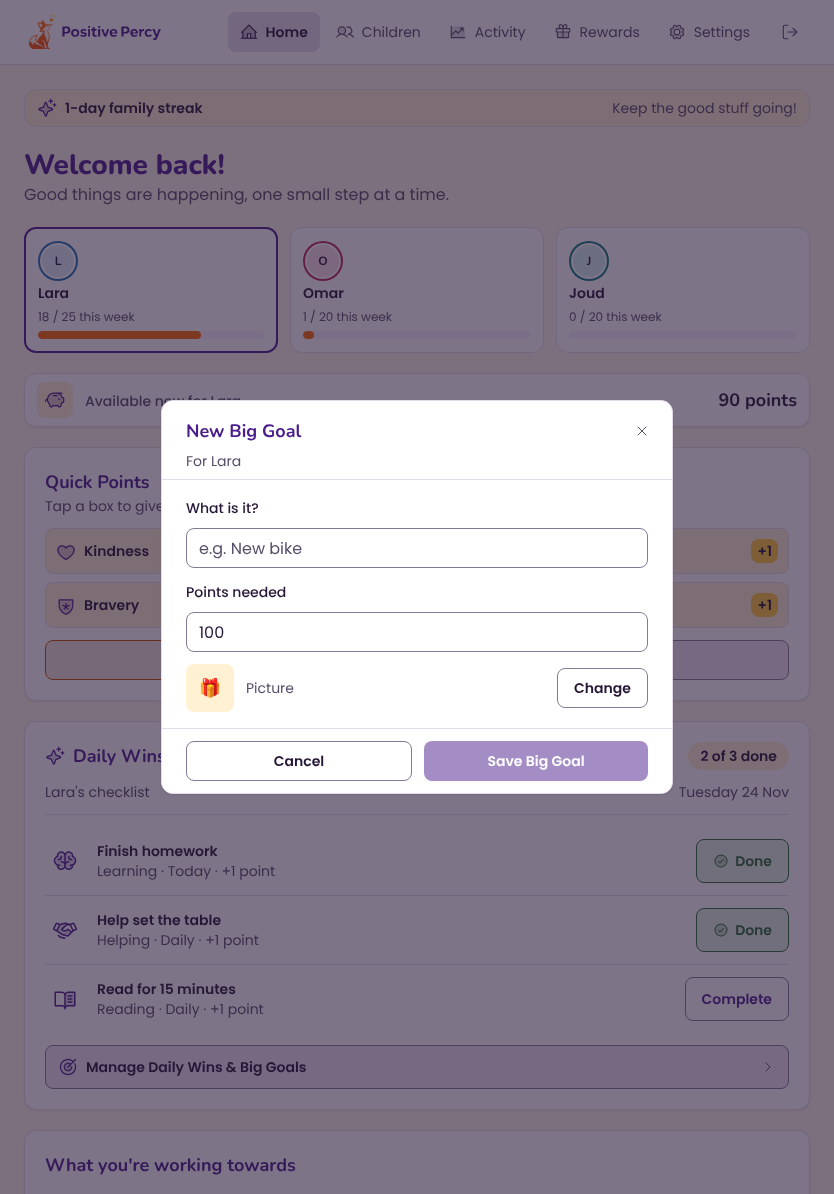 Positive Percy
Home
Children
Activity
Rewards
Settings
1-day family streak
Keep the good stuff going!
Welcome back!
Good things are happening, one small step at a time.
L
Lara
18 / 25 this week
O
Omar
1 / 20 this week
J
Joud
0 / 20 this week
Available now for Lara
90 points
Quick Points
Tap a box to give
Kindness
+1
Bravery
+1
New Big Goal
For Lara
What is it?
e.g. New bike
Points needed
100
Picture
Change
Cancel
Save Big Goal
Daily Wins
2 of 3 done
Lara's checklist
Tuesday 24 Nov
Finish homework
Learning · Today · +1 point
Done
Help set the table
Helping · Daily · +1 point
Done
Read for 15 minutes
Reading · Daily · +1 point
Complete
Manage Daily Wins & Big Goals
What you're working towards